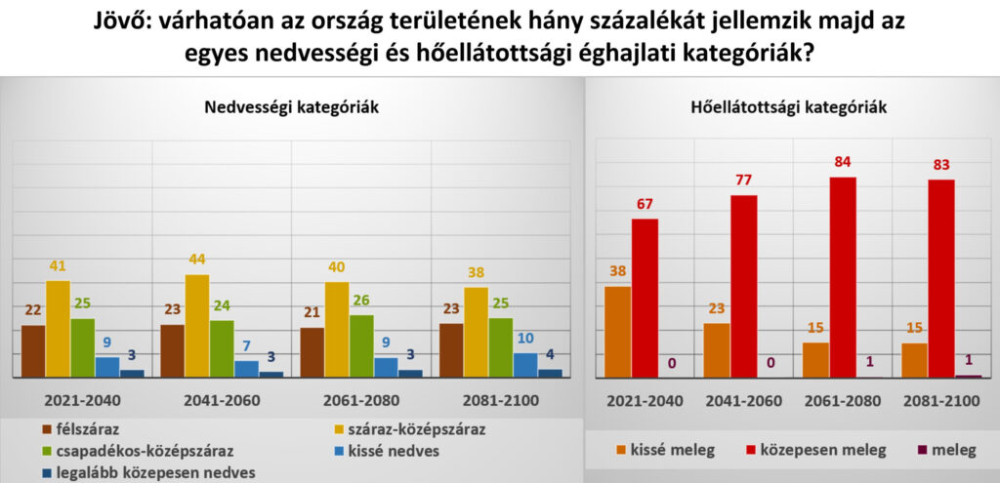 Jövő: várhatóan az ország területének hány százalékát jellemzik majd az
egyes nedvességi és hőellátottsági éghajlati kategóriák?
Nedvességi kategóriák
22 41 25 9 3
23 44 24 7 3
21 40 26 9 3
23 38 25 10 4
2021-2040 2041-2060 2061-2080 2081-2100
félszáraz száraz-középszáraz
csapadékos-középszáraz kissé nedves
legalább közepesen nedves
Hőellátottsági kategóriák
38 67 0
23 77 0
15 84 1
15 83 1
2021-2040 2041-2060 2061-2080 2081-2100
kissé meleg közepesen meleg meleg